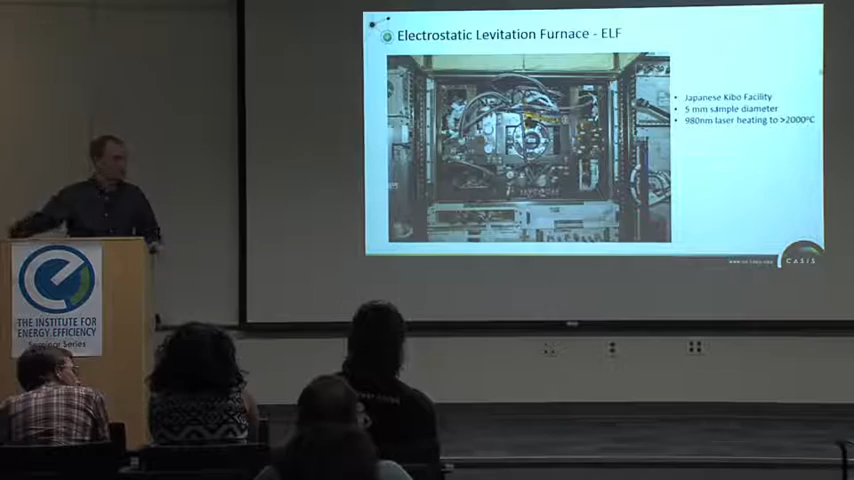 Electrostatic Levitation Furnace - ELF
• Japanese Kibo Facility
• 5 mm sample diameter
• 980nm laser heating to >2000°C
CASIS
THE INSTITUTE FOR
ENERGY EFFICIENCY
Seminar Series